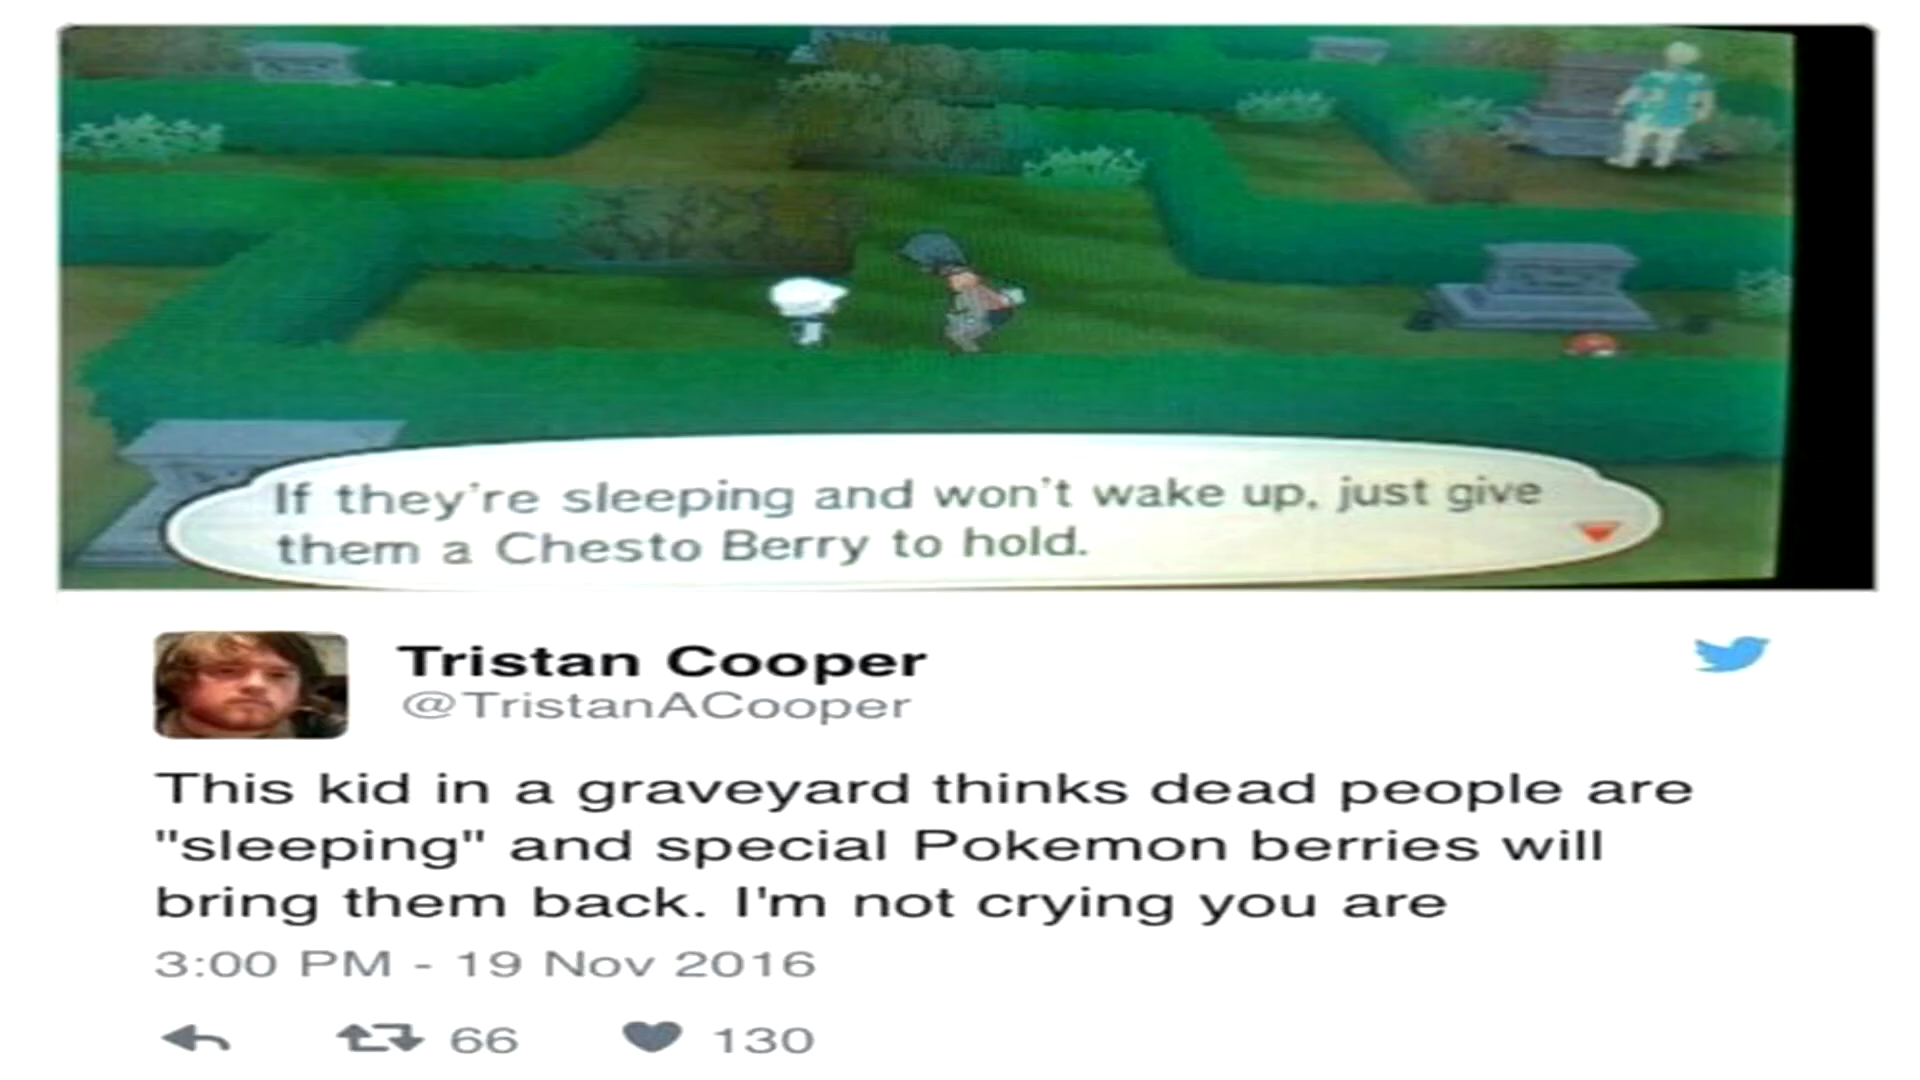 If they're sleeping and won't wake up, just give
them a Chesto Berry to hold.
Tristan Cooper
@TristanACooper
This kid in a graveyard thinks dead people are
"sleeping" and special Pokemon berries will
bring them back. I'm not crying you are
3:00 PM - 19 Nov 2016
66 130